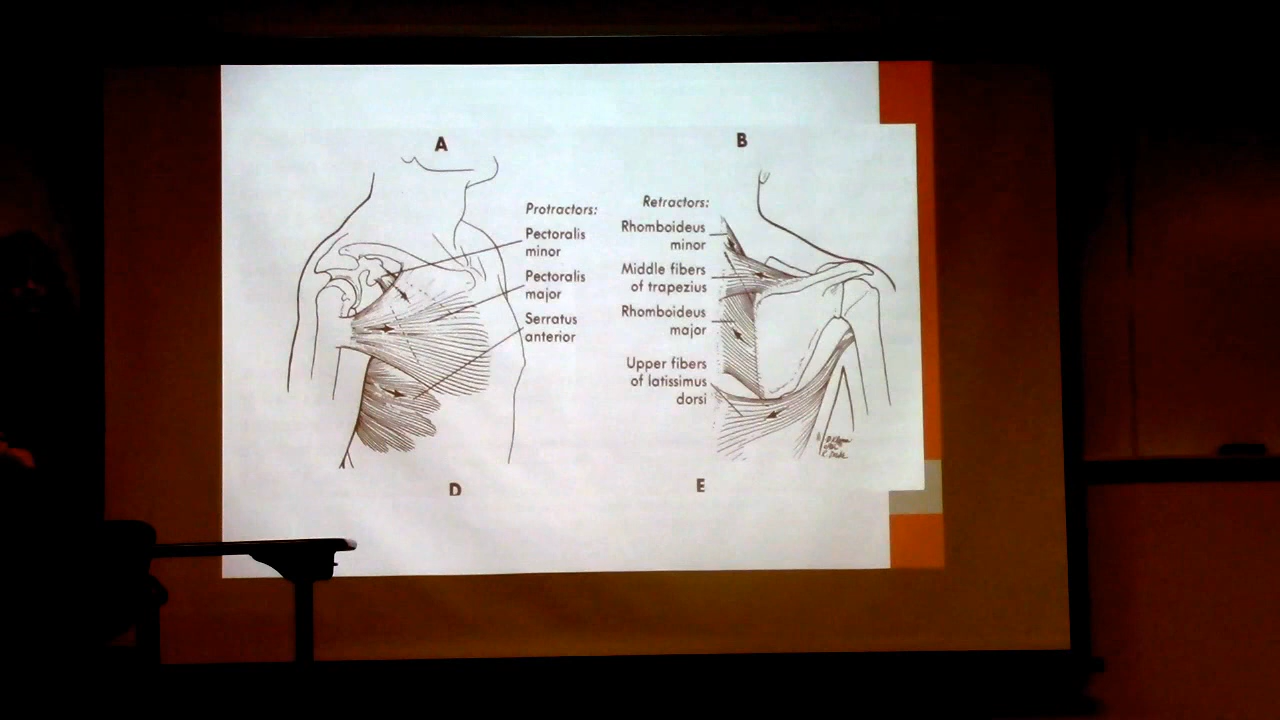 A
B
Protractors:
Pectoralis
minor
Pectoralis
major
Serratus
anterior
Retractors:
Rhomboideus
minor
Middle fibers
of trapezius
Rhomboideus
major
Upper fibers
of latissimus
dorsi
D
E